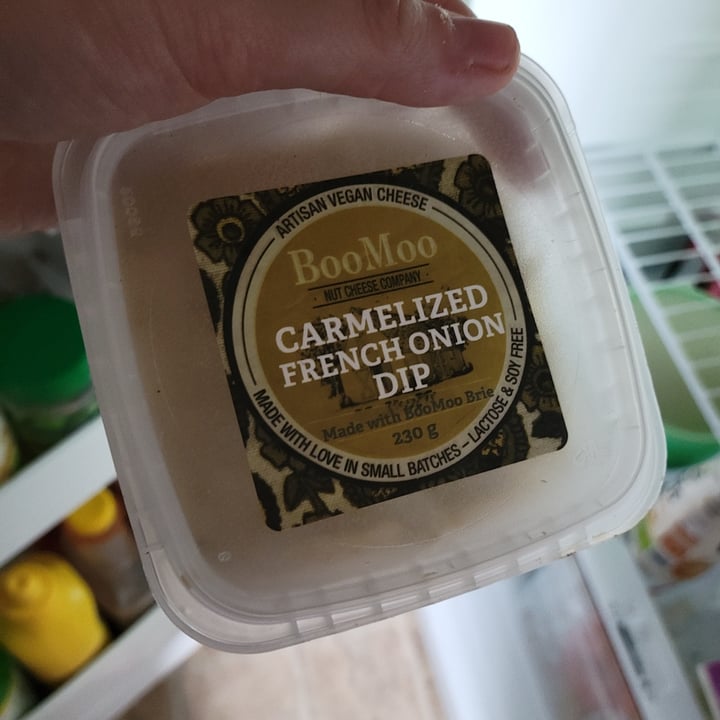 ARTISAN VEGAN CHEESE
BooMoo
NUT CHEESE COMPANY
CARMELIZED
FRENCH ONION
DIP
Made with BooMoo Brie
230 g
MADE WITH LOVE IN SMALL BATCHES – LACTOSE & SOY FREE